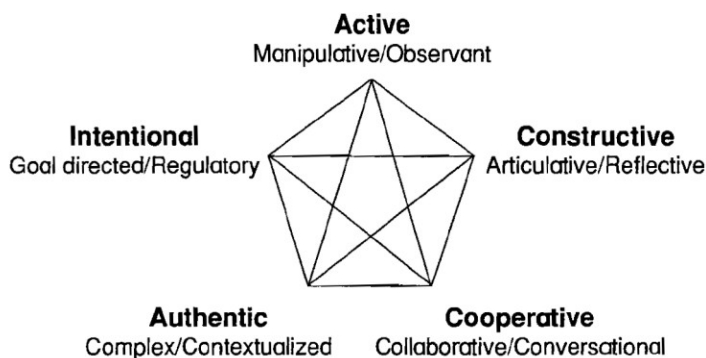 Active
Manipulative/Observant
Intentional
Goal directed/Regulatory
Constructive
Articulative/Reflective
Authentic
Complex/Contextualized
Cooperative
Collaborative/Conversational